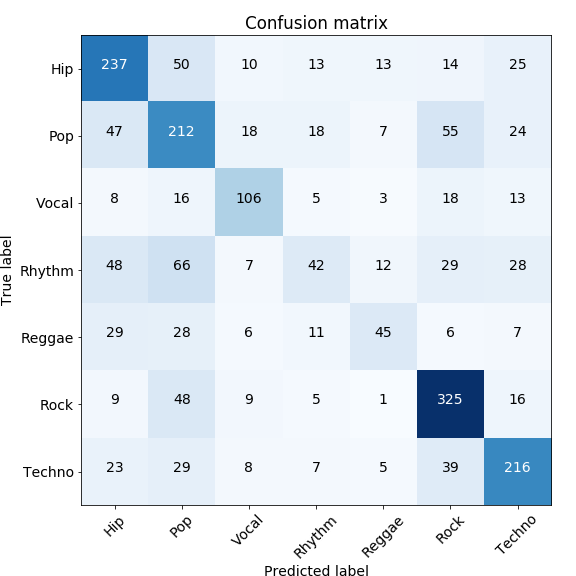 Confusion matrix
True label
Hip 237 50 10 13 13 14 25
Pop 47 212 18 18 7 55 24
Vocal 8 16 106 5 3 18 13
Rhythm 48 66 7 42 12 29 28
Reggae 29 28 6 11 45 6 7
Rock 9 48 9 5 1 325 16
Techno 23 29 8 7 5 39 216
Hip Pop Vocal Rhythm Reggae Rock Techno
Predicted label